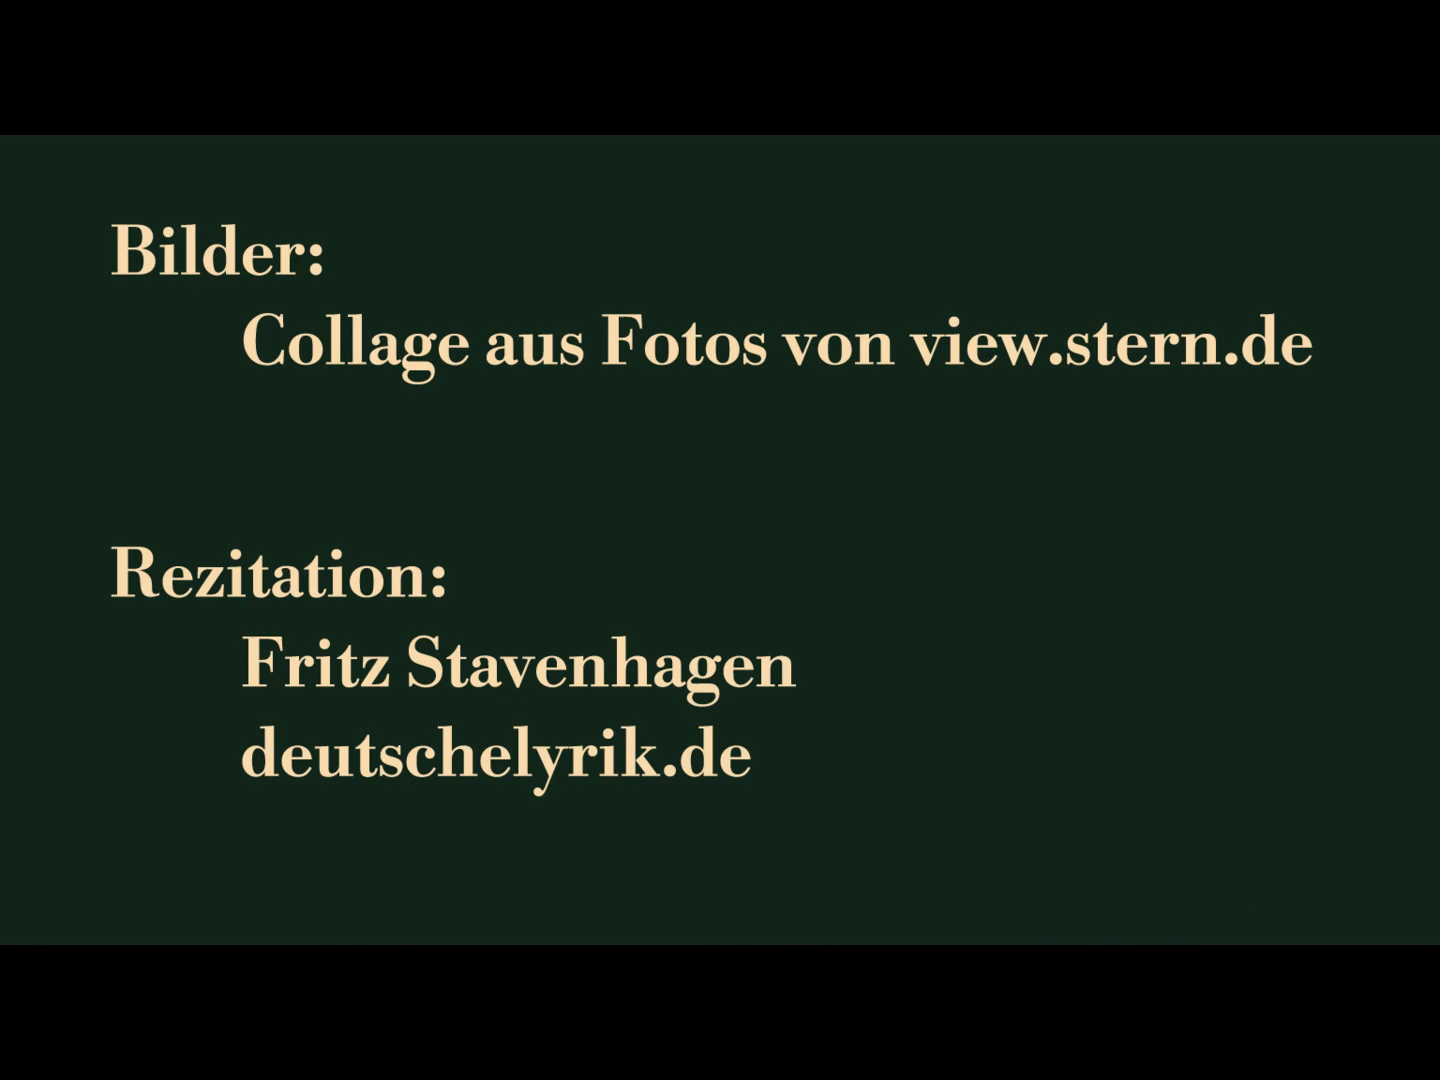 Bilder:
Collage aus Fotos von view.stern.de
Rezitation:
Fritz Stavenhagen
deutschelyrik.de